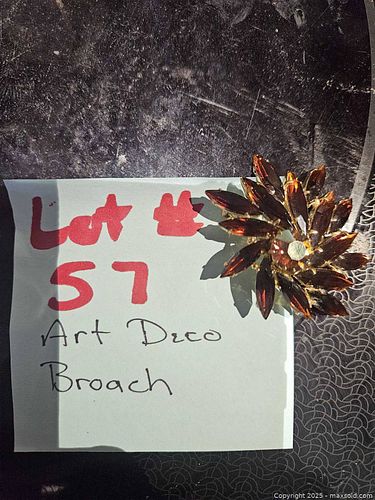 Lot #
57
Art Deco
Broach
Copyright 2025 - maxsold.com